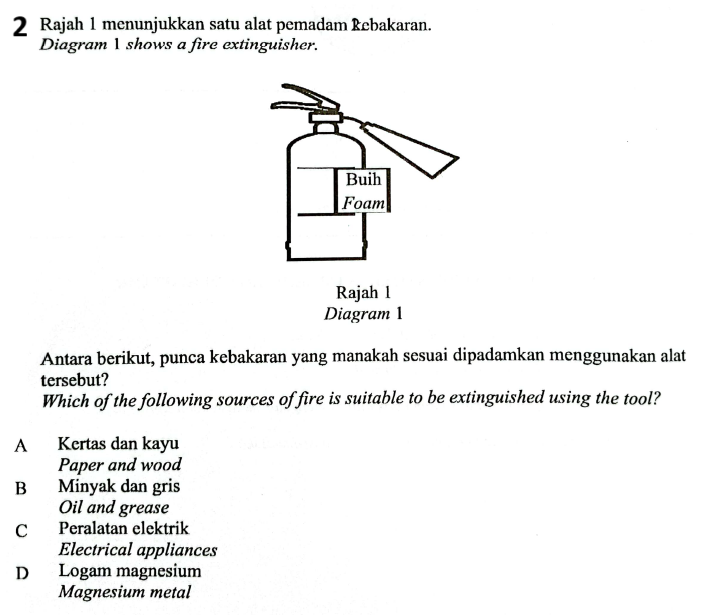 2 Rajah 1 menunjukkan satu alat pemadam kebakaran.
Diagram 1 shows a fire extinguisher.
Buih
Foam
Rajah 1
Diagram 1
Antara berikut, punca kebakaran yang manakah sesuai dipadamkan menggunakan alat
tersebut?
Which of the following sources of fire is suitable to be extinguished using the tool?
A Kertas dan kayu
Paper and wood
B Minyak dan gris
Oil and grease
C Peralatan elektrik
Electrical appliances
D Logam magnesium
Magnesium metal